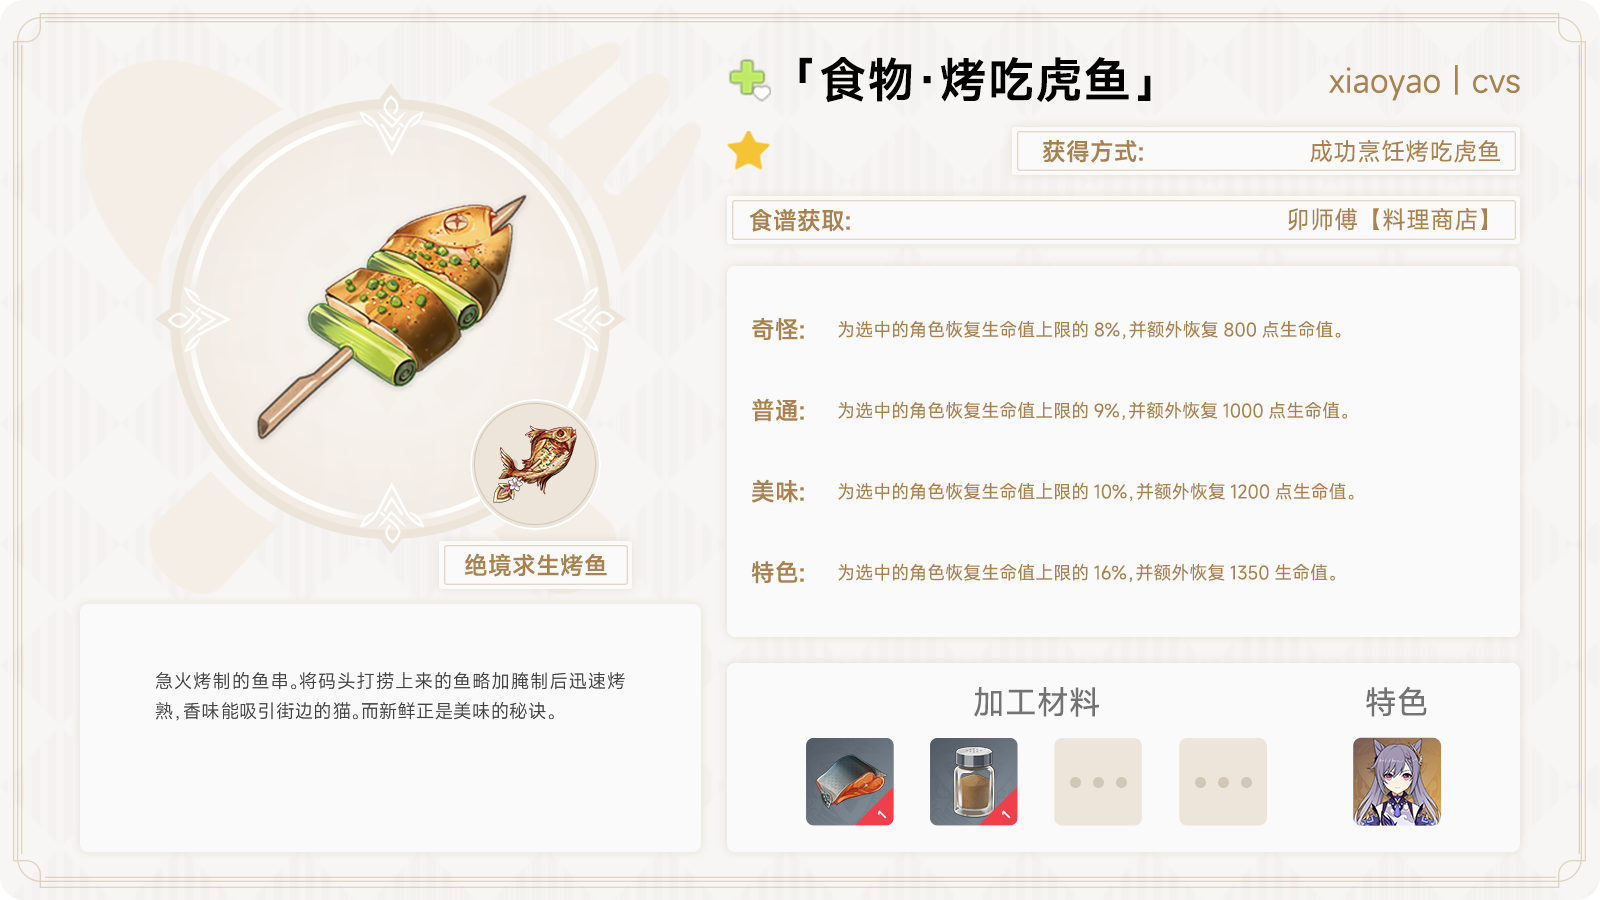 「食物·烤吃虎鱼」
xiaoyao | cvs
获得方式: 成功烹饪烤吃虎鱼
食谱获取: 卯师傅【料理商店】
奇怪: 为选中的角色恢复生命值上限的 8%,并额外恢复 800 点生命值。
普通: 为选中的角色恢复生命值上限的 9%,并额外恢复 1000 点生命值。
美味: 为选中的角色恢复生命值上限的 10%,并额外恢复 1200 点生命值。
特色: 为选中的角色恢复生命值上限的 16%,并额外恢复 1350 生命值。
绝境求生烤鱼
急火烤制的鱼串。将码头打捞上来的鱼略加腌制后迅速烤
熟,香味能吸引街边的猫。而新鲜正是美味的秘诀。
加工材料
特色
1
1